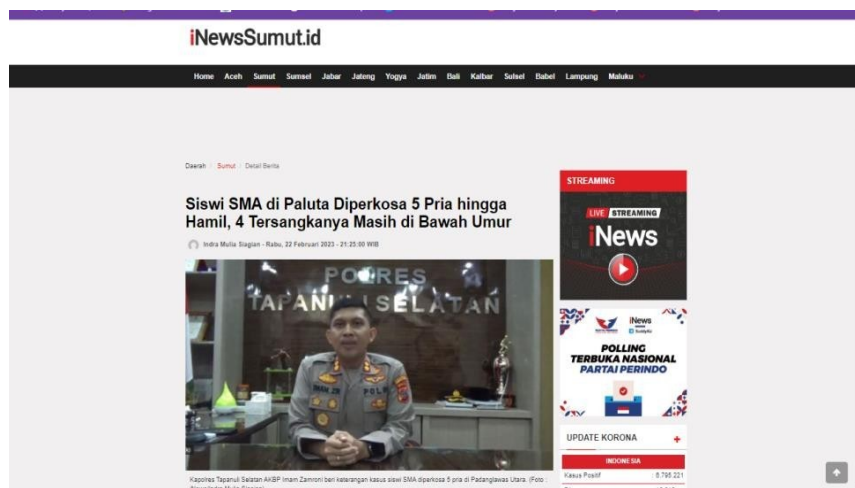 iNewsSumut.id
Home Aceh Sumut Sumsel Jabar Jateng Yogya Jatim Bali Kalbar Sulsel Babel Lampung Maluku
Daerah Sumut Detail Berita
Siswi SMA di Paluta Diperkosa 5 Pria hingga
Hamil, 4 Tersangkanya Masih di Bawah Umur
Indra Mulia Siagian - Rabu, 22 Februari 2023 - 21:25:00 WIB
POLRES
TAPANULI SELATAN
Kapolres Tapanuli Selatan AKBP Imam Zamroni beri keterangan kasus siswi SMA diperkosa 5 pria di Padanglawas Utara. (Foto :
STREAMING
LIVE STREAMING
iNews
iNews
POLLING
TERBUKA NASIONAL
PARTAI PERINDO
UPDATE KORONA +
INDONESIA
Kasus Positif : 6.795.221